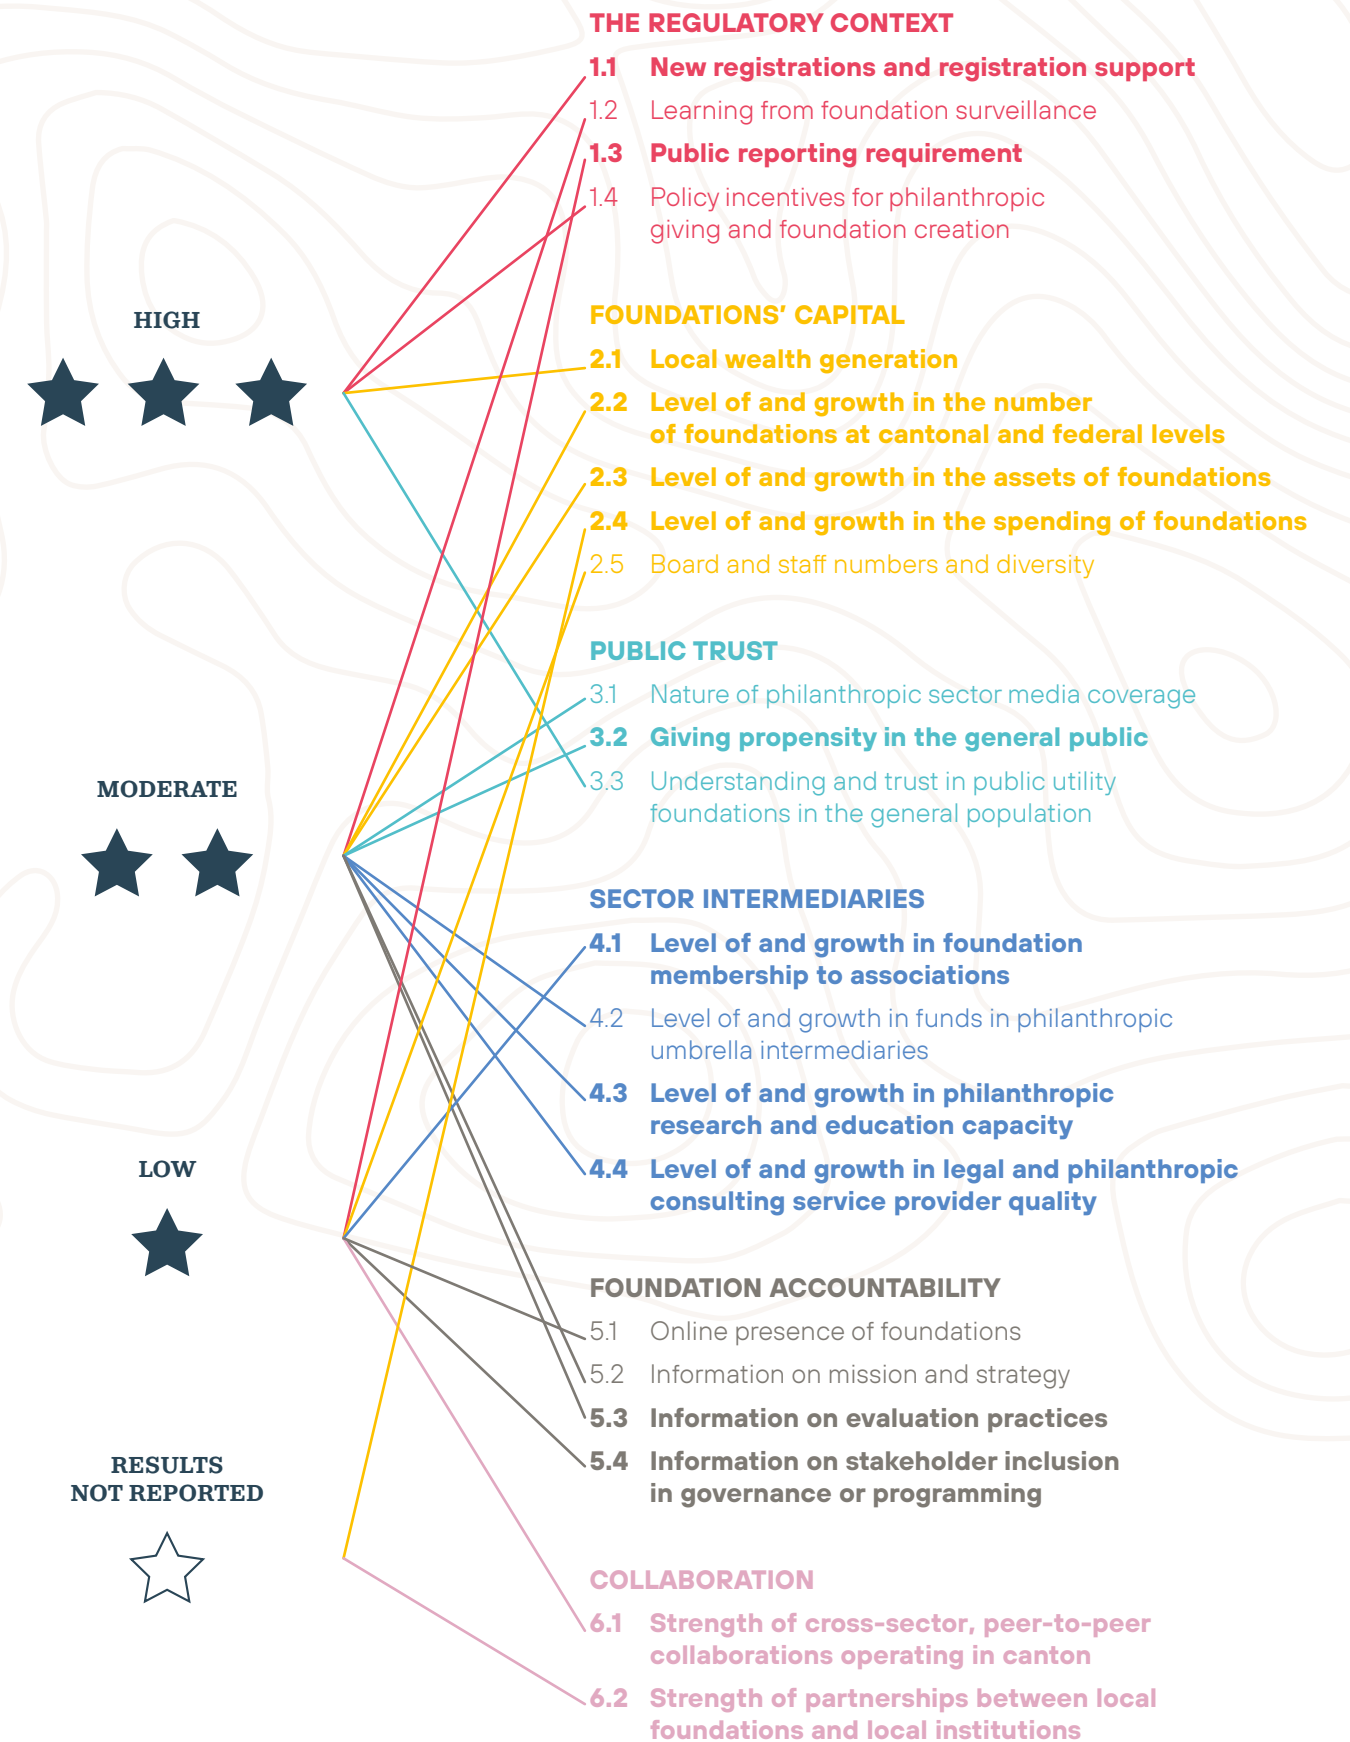 THE REGULATORY CONTEXT
1.1 New registrations and registration support
1.2 Learning from foundation surveillance
1.3 Public reporting requirement
1.4 Policy incentives for philanthropic
giving and foundation creation
HIGH
FOUNDATIONS’ CAPITAL
2.1 Local wealth generation
2.2 Level of and growth in the number
of foundations at cantonal and federal levels
2.3 Level of and growth in the assets of foundations
2.4 Level of and growth in the spending of foundations
2.5 Board and staff numbers and diversity
PUBLIC TRUST
3.1 Nature of philanthropic sector media coverage
3.2 Giving propensity in the general public
3.3 Understanding and trust in public utility
foundations in the general population
MODERATE
SECTOR INTERMEDIARIES
4.1 Level of and growth in foundation
membership to associations
4.2 Level of and growth in funds in philanthropic
umbrella intermediaries
4.3 Level of and growth in philanthropic
research and education capacity
4.4 Level of and growth in legal and philanthropic
consulting service provider quality
LOW
FOUNDATION ACCOUNTABILITY
5.1 Online presence of foundations
5.2 Information on mission and strategy
5.3 Information on evaluation practices
5.4 Information on stakeholder inclusion
in governance or programming
RESULTS
NOT REPORTED
COLLABORATION
6.1 Strength of cross-sector, peer-to-peer
collaborations operating in canton
6.2 Strength of partnerships between local
foundations and local institutions